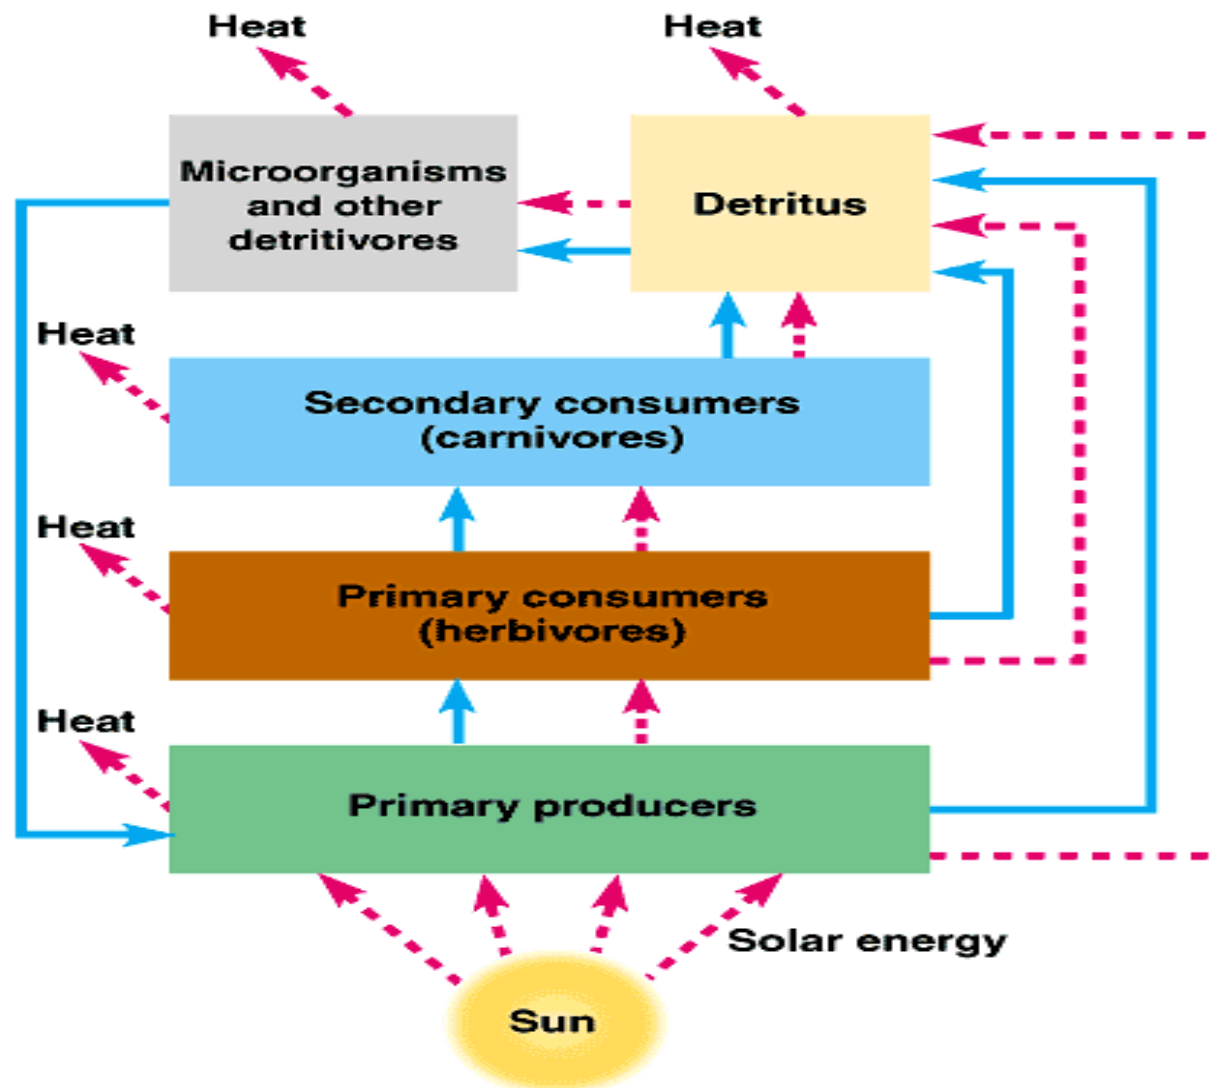 Heat
Heat
Microorganisms
and other
detritivores
Detritus
Heat
Secondary consumers
(carnivores)
Heat
Primary consumers
(herbivores)
Heat
Primary producers
Solar energy
Sun